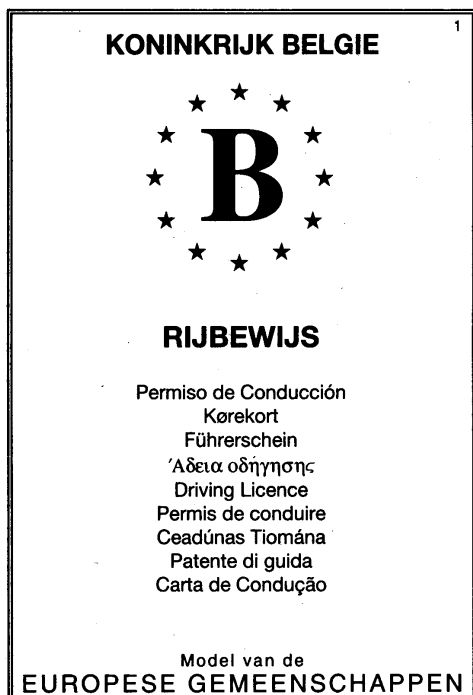 1
KONINKRIJK BELGIE
B
RIJBEWIJS
Permiso de Conducción
Kørekort
Führerschein
Άδεια οδήγησης
Driving Licence
Permis de conduire
Ceadúnas Tiomána
Patente di guida
Carta de Condução
Model van de
EUROPESE GEMEENSCHAPPEN